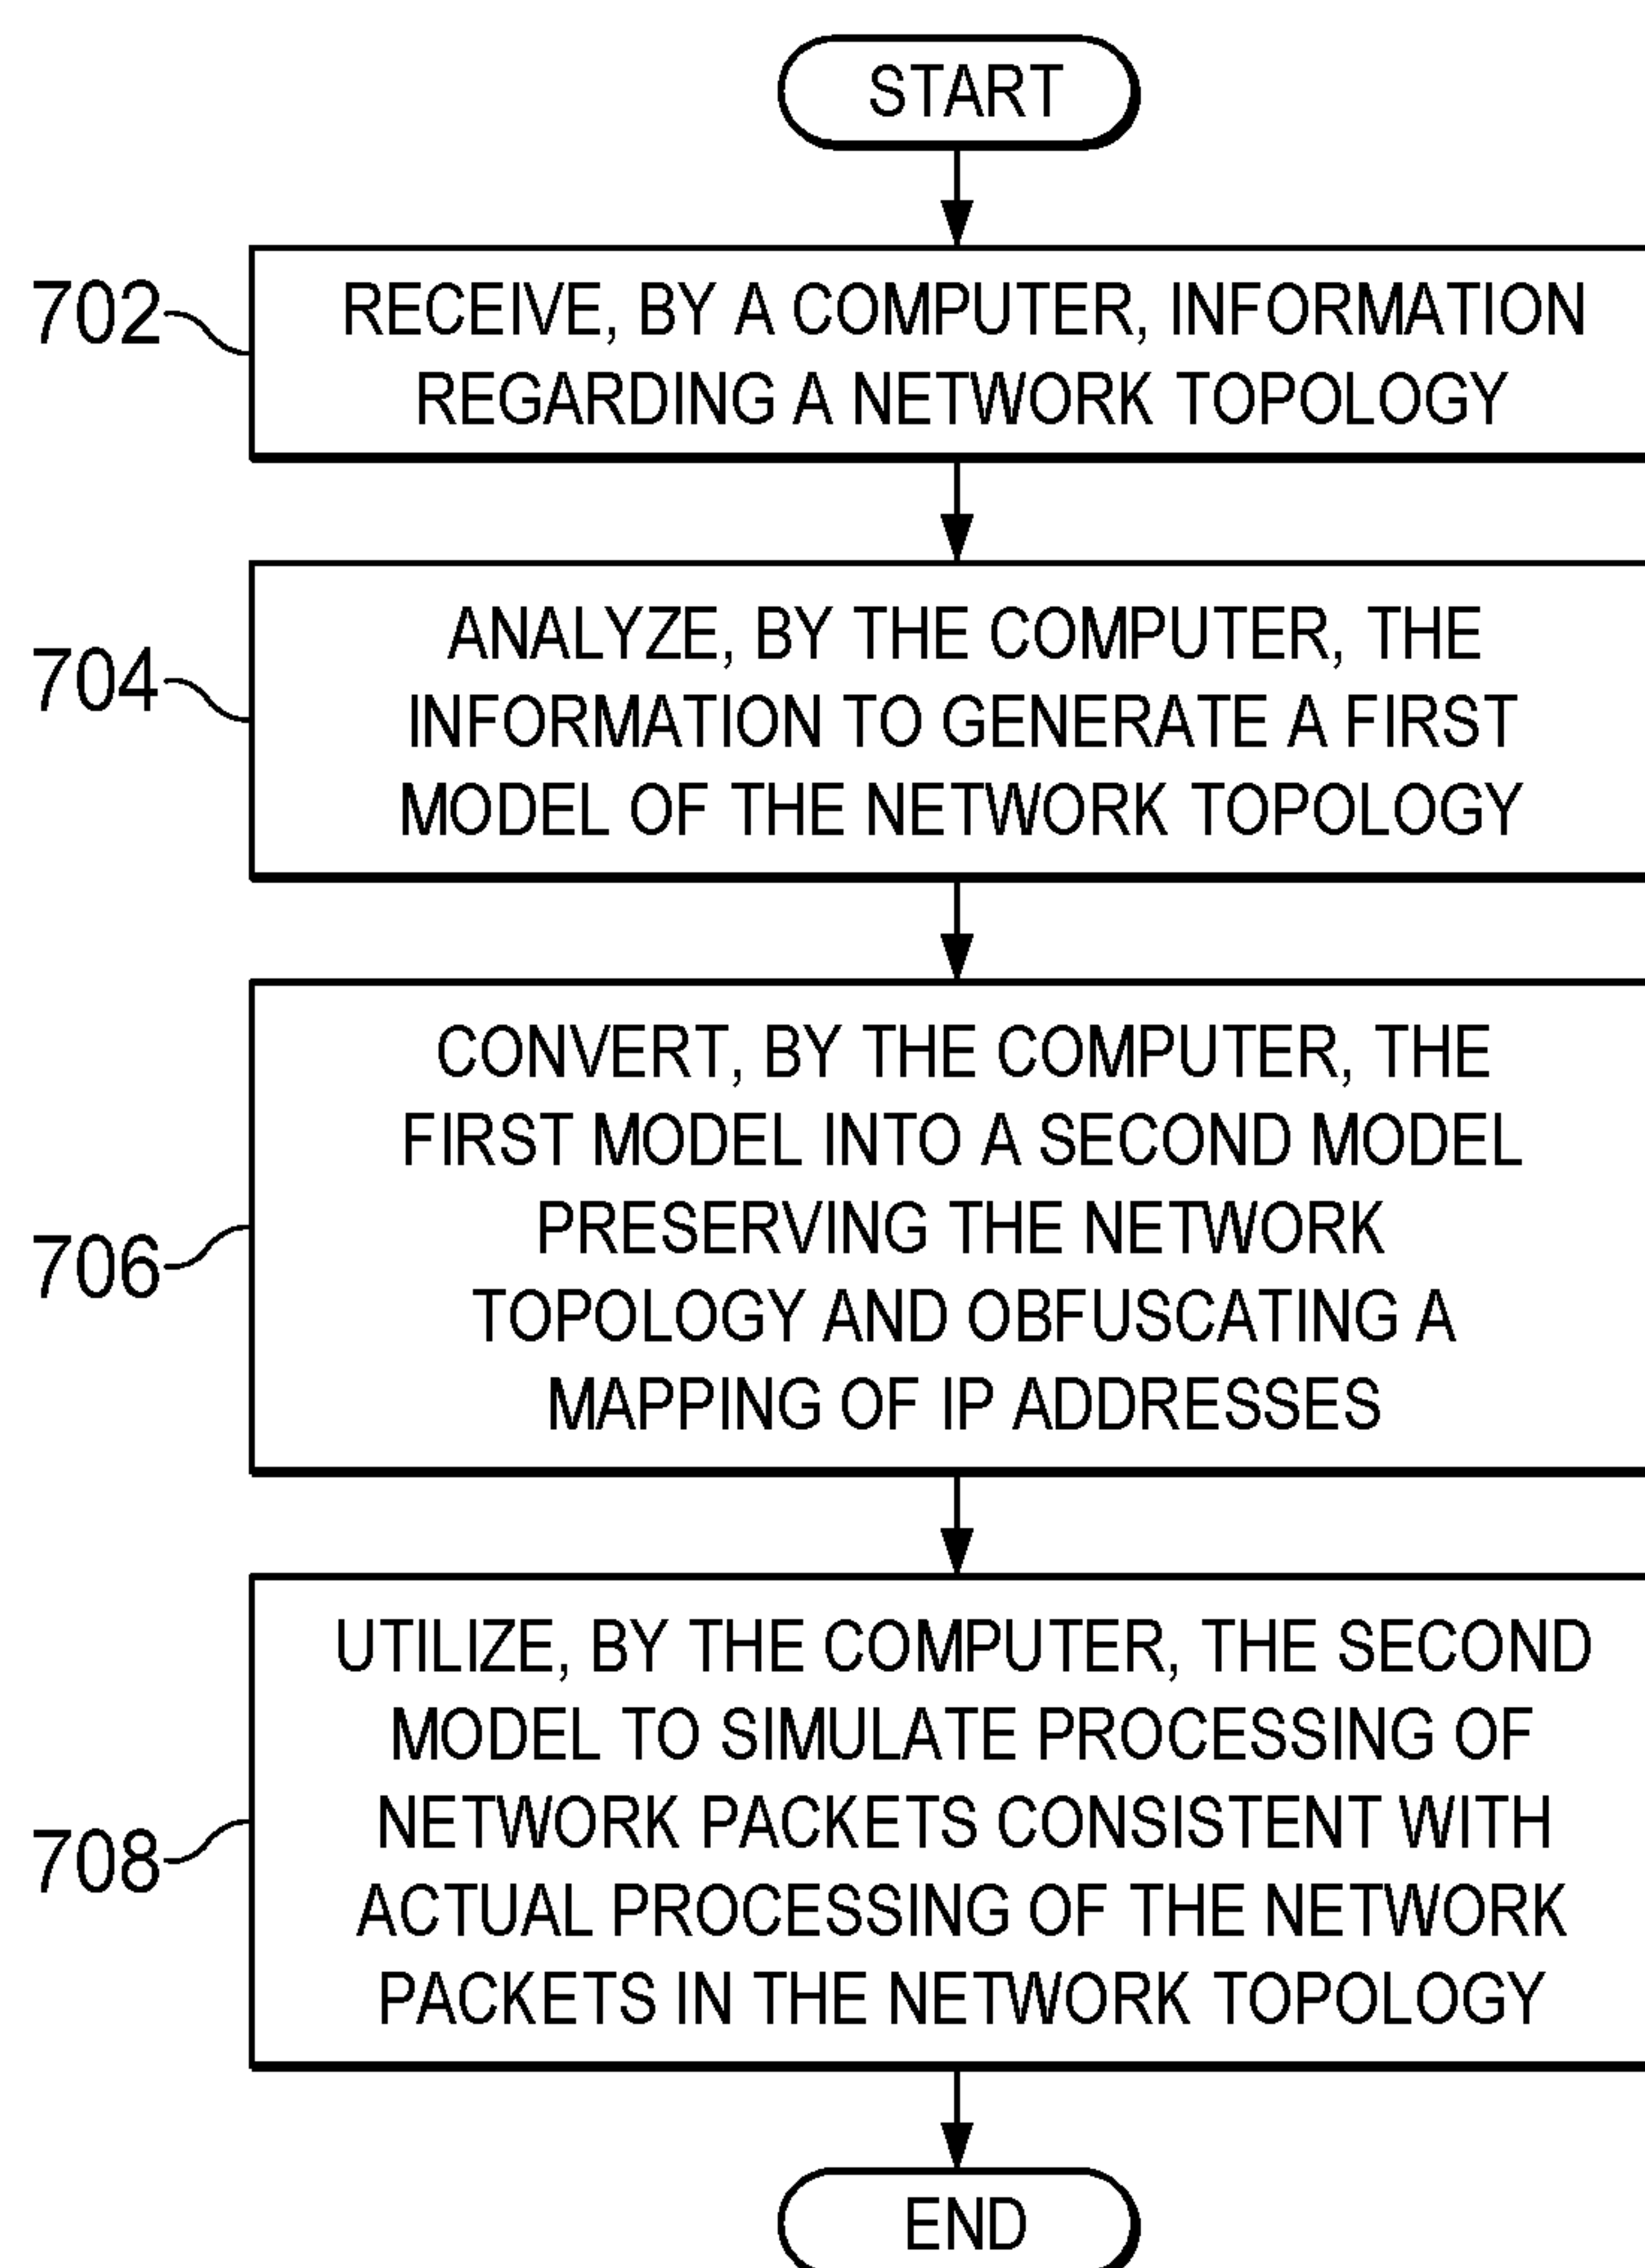 START
702
RECEIVE, BY A COMPUTER, INFORMATION
REGARDING A NETWORK TOPOLOGY
704
ANALYZE, BY THE COMPUTER, THE
INFORMATION TO GENERATE A FIRST
MODEL OF THE NETWORK TOPOLOGY
706
CONVERT, BY THE COMPUTER, THE
FIRST MODEL INTO A SECOND MODEL
PRESERVING THE NETWORK
TOPOLOGY AND OBFUSCATING A
MAPPING OF IP ADDRESSES
708
UTILIZE, BY THE COMPUTER, THE SECOND
MODEL TO SIMULATE PROCESSING OF
NETWORK PACKETS CONSISTENT WITH
ACTUAL PROCESSING OF THE NETWORK
PACKETS IN THE NETWORK TOPOLOGY
END